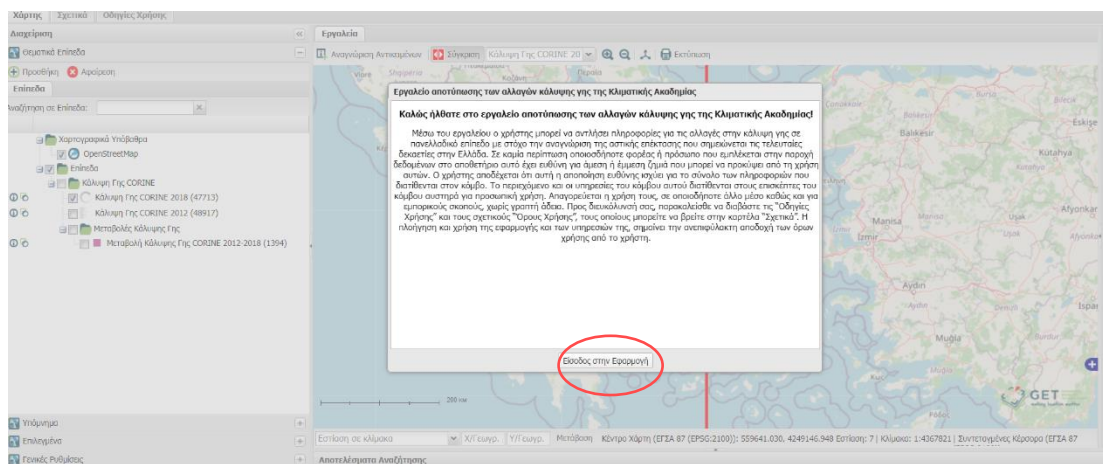 Χάρτης Σχετικά Οδηγίες Χρήσης
Διαχείριση
Θεματικά Επίπεδα
Προσθήκη Αφαίρεση
Επίπεδα
Αναζήτηση σε Επίπεδα:
Χαρτογραφικά Υπόβαθρα
OpenStreetMap
Επίπεδα
Κάλυψη Γης CORINE
Κάλυψη Γης CORINE 2018 (47713)
Κάλυψη Γης CORINE 2012 (48917)
Μεταβολές Κάλυψης Γης
Μεταβολή Κάλυψης Γης CORINE 2012-2018 (1394)
Υπόμνημα
Επιλεγμένα
Γενικές Ρυθμίσεις
Εργαλεία
Αναγνώριση Αντικειμένων Σύγκριση Κάλυψη Γης CORINE 20 Εκτύπωση
Εργαλείο αποτύπωσης των αλλαγών κάλυψης γης της Κλιματικής Ακαδημίας
Καλώς ήλθατε στο εργαλείο αποτύπωσης των αλλαγών κάλυψης γης της Κλιματικής Ακαδημίας!
Μέσω του εργαλείου ο χρήστης μπορεί να αντλήσει πληροφορίες για τις αλλαγές στην κάλυψη γης σε
πανελλαδικό επίπεδο με στόχο την αναγνώριση της αστικής επέκτασης που σημειώνεται τις τελευταίες
δεκαετίες στην Ελλάδα. Σε καμία περίπτωση οποιοσδήποτε φορέας ή πρόσωπο που εμπλέκεται στην παροχή
δεδομένων στο αποθετήριο αυτό έχει ευθύνη για άμεση ή έμμεση ζημιά που μπορεί να προκύψει από τη χρήση
αυτών. Ο χρήστης αποδέχεται ότι αυτή η αποποίηση ευθύνης ισχύει για το σύνολο των πληροφοριών που
διατίθενται στον κόμβο. Το περιεχόμενο και οι υπηρεσίες του κόμβου αυτού διατίθενται στους επισκέπτες του
κόμβου αυστηρά για προσωπική χρήση. Απαγορεύεται η χρήση τους, σε οποιοδήποτε άλλο μέσο καθώς και για
εμπορικούς σκοπούς, χωρίς γραπτή άδεια. Προς διευκόλυνσή σας, παρακαλείσθε να διαβάσετε τις "Οδηγίες
Χρήσης" και τους σχετικούς "Όρους Χρήσης", τους οποίους μπορείτε να βρείτε στην καρτέλα "Σχετικά". Η
πλοήγηση και χρήση της εφαρμογής και των υπηρεσιών της, σημαίνει την ανεπιφύλακτη αποδοχή των όρων
χρήσης από το χρήστη.
Είσοδος στην Εφαρμογή
Vlorë
Κοζάνη
Πιερία
Bursa
Balıkesir
Balıkesir
Eskişe
Kütahya
Manisa
Manisa
Uşak
Afyonkar
İzmir
Uşak
Aydın
Aydın
Ispar
Muğla
Muğla
Ρόδος
200 KM
GET
Εστίαση σε κλίμακα Χ/Γεωγρ. Υ/Γεωγρ. Μετάβαση Κέντρο Χάρτη (ΕΓΣΑ 87 (EPSG:2100)): 559641.030, 4249146.948 Εστίαση: 7 | Κλίμακα: 1:4367821 | Συντεταγμένες Κέρσορα (ΕΓΣΑ 87
Αποτελέσματα Αναζήτησης